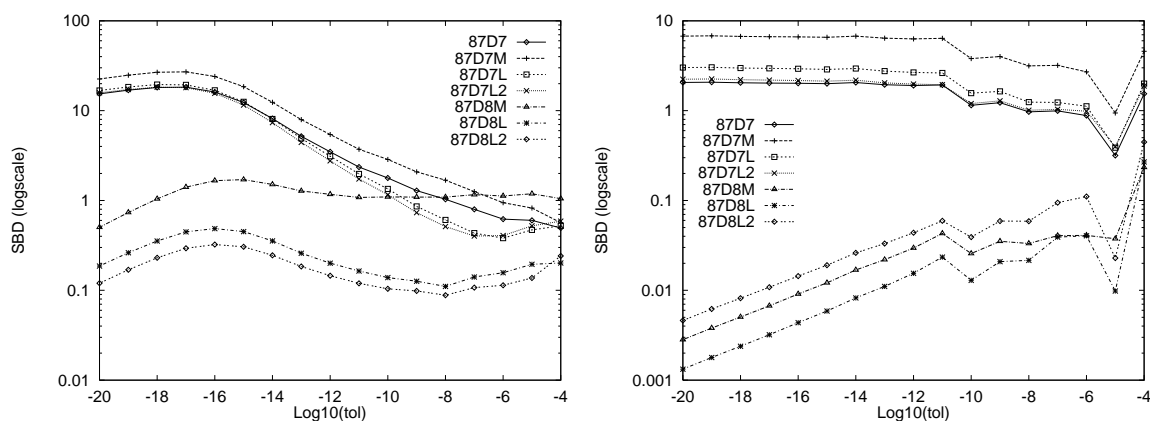 100
10
1
0.1
0.01
SBD (logscale)
-20 -18 -16 -14 -12 -10 -8 -6 -4
Log10(tol)
87D7
87D7M
87D7L
87D7L2
87D8M
87D8L
87D8L2
10
1
0.1
0.01
0.001
SBD (logscale)
-20 -18 -16 -14 -12 -10 -8 -6 -4
Log10(tol)
87D7
87D7M
87D7L
87D7L2
87D8M
87D8L
87D8L2